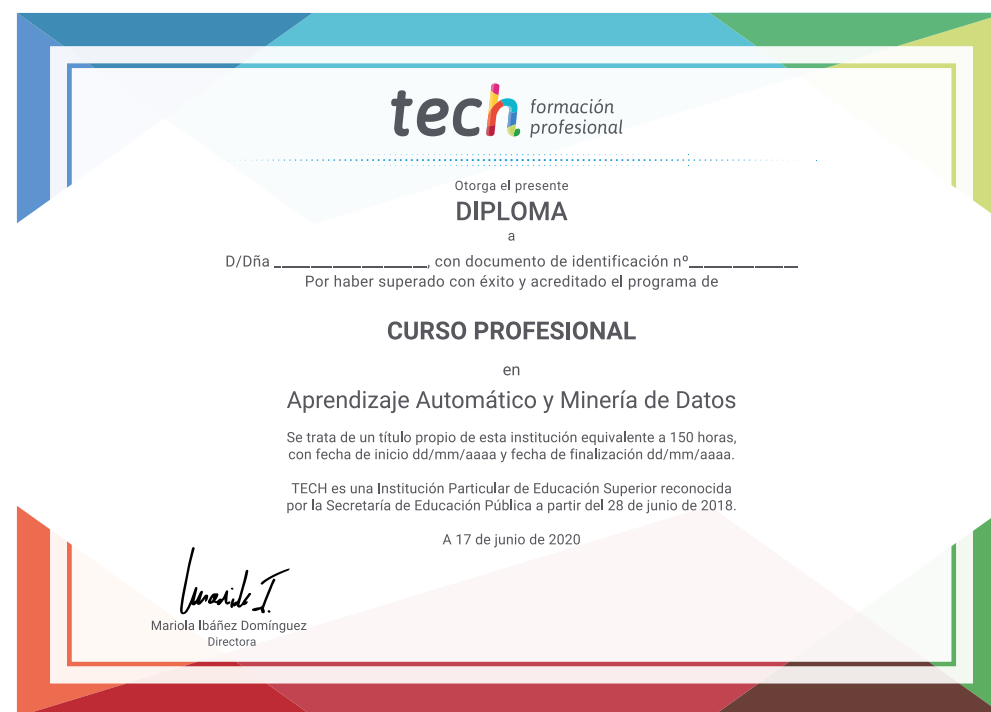 tech formación
profesional
Otorga el presente
DIPLOMA
a
D/Dña ____________________, con documento de identificación nº______________
Por haber superado con éxito y acreditado el programa de
CURSO PROFESIONAL
en
Aprendizaje Automático y Minería de Datos
Se trata de un título propio de esta institución equivalente a 150 horas,
con fecha de inicio dd/mm/aaaa y fecha de finalización dd/mm/aaaa.
TECH es una Institución Particular de Educación Superior reconocida
por la Secretaría de Educación Pública a partir del 28 de junio de 2018.
A 17 de junio de 2020
Mariola Ibáñez Domínguez
Directora